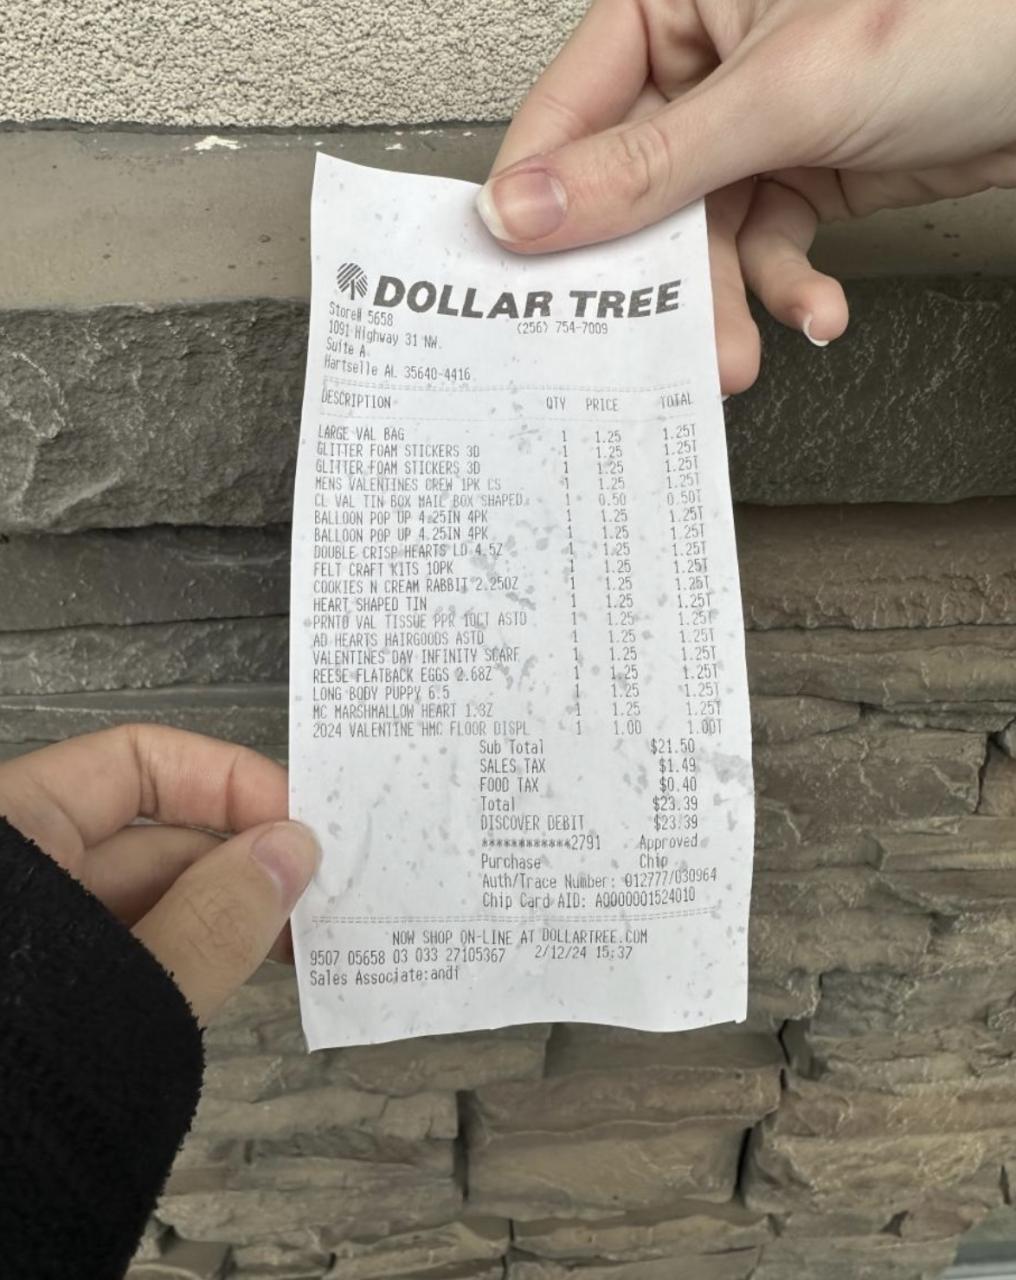 DOLLAR TREE
Store# 5658 (256) 754-7009
1091 Highway 31 NW.
Suite A
Hartselle AL 35640-4416
DESCRIPTION QTY PRICE TOTAL
LARGE VAL BAG 1 1.25 1.25T
GLITTER FOAM STICKERS 3D 1 1.25 1.25T
GLITTER FOAM STICKERS 3D 1 1.25 1.25T
MENS VALENTINES CREW 1PK CS 1 1.25 1.25T
CL VAL TIN BOX MAIL BOX SHAPED 1 0.50 0.50T
BALLOON POP UP 4.25IN 4PK 1 1.25 1.25T
BALLOON POP UP 4.25IN 4PK 1 1.25 1.25T
DOUBLE CRISP HEARTS LD 4.5Z 1 1.25 1.25T
FELT CRAFT KITS 10PK 1 1.25 1.25T
COOKIES N CREAM RABBIT 2.25OZ 1 1.25 1.25T
HEART SHAPED TIN 1 1.25 1.25T
PRNTD VAL TISSUE PPR 10CT ASTD 1 1.25 1.25T
AD HEARTS HAIRGOODS ASTD 1 1.25 1.25T
VALENTINES DAY INFINITY SCARF 1 1.25 1.25T
REESE FLATBACK EGGS 2.68Z 1 1.25 1.25T
LONG BODY PUPPY 6.5 1 1.25 1.25T
MC MARSHMALLOW HEART 1.3Z 1 1.25 1.25T
2024 VALENTINE HMC FLOOR DISPL 1 1.00 1.00T
Sub Total $21.50
SALES TAX $1.49
FOOD TAX $0.40
Total $23.39
DISCOVER DEBIT $23.39
************2791 Approved
Purchase Chip
Auth/Trace Number: 012777/030964
Chip Card AID: A0000001524010
NOW SHOP ON-LINE AT DOLLARTREE.COM
9507 05658 03 033 27105367 2/12/24 15:37
Sales Associate:andi